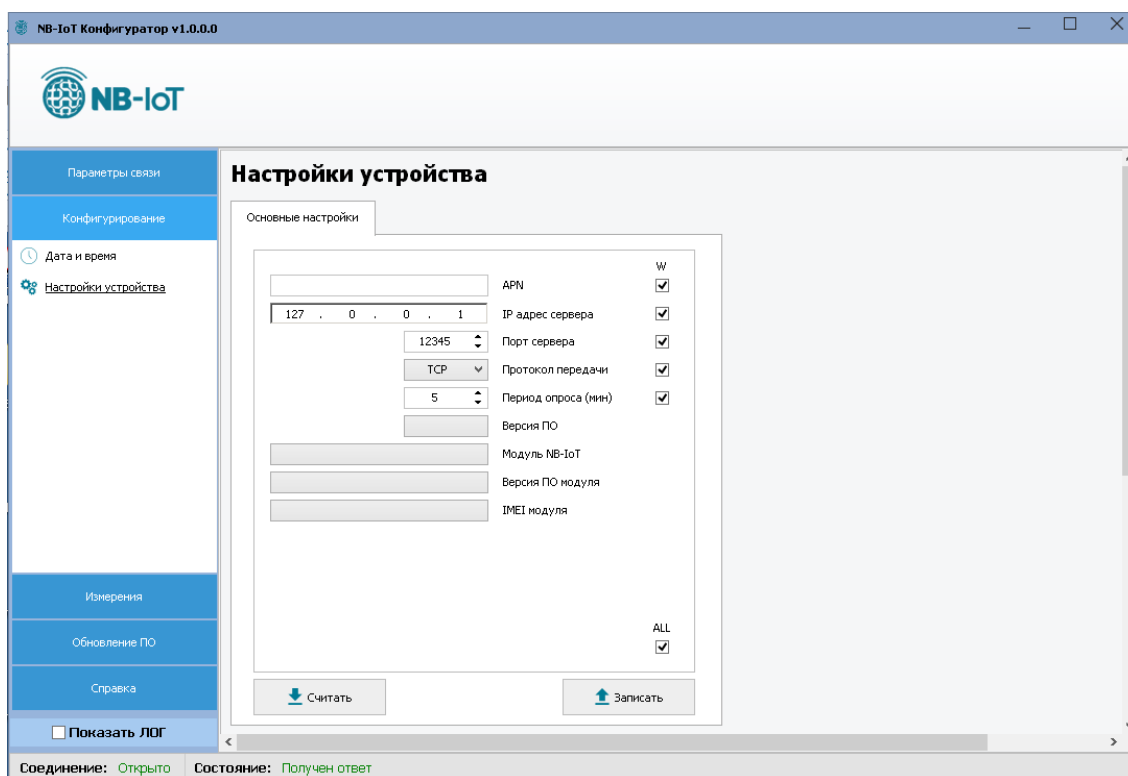 NB-IoT Конфигуратор v1.0.0.0
NB-IoT
Параметры связи
Конфигурирование
Дата и время
Настройки устройства
Измерения
Обновление ПО
Справка
Показать ЛОГ
Настройки устройства
Основные настройки
W
APN
127 . 0 . 0 . 1 IP адрес сервера
12345 Порт сервера
TCP Протокол передачи
5 Период опроса (мин)
Версия ПО
Модуль NB-IoT
Версия ПО модуля
IMEI модуля
ALL
Считать Записать
Соединение: Открыто Состояние: Получен ответ